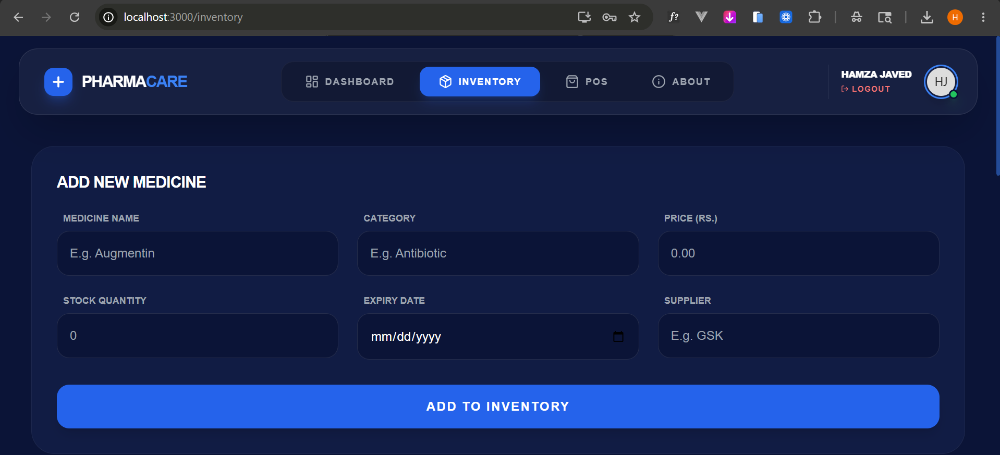 localhost:3000/inventory
f?
H
PHARMACARE
DASHBOARD
INVENTORY
POS
ABOUT
HAMZA JAVED
LOGOUT
HJ
ADD NEW MEDICINE
MEDICINE NAME
CATEGORY
PRICE (RS.)
E.g. Augmentin
E.g. Antibiotic
0.00
STOCK QUANTITY
EXPIRY DATE
SUPPLIER
0
mm/dd/yyyy
E.g. GSK
ADD TO INVENTORY